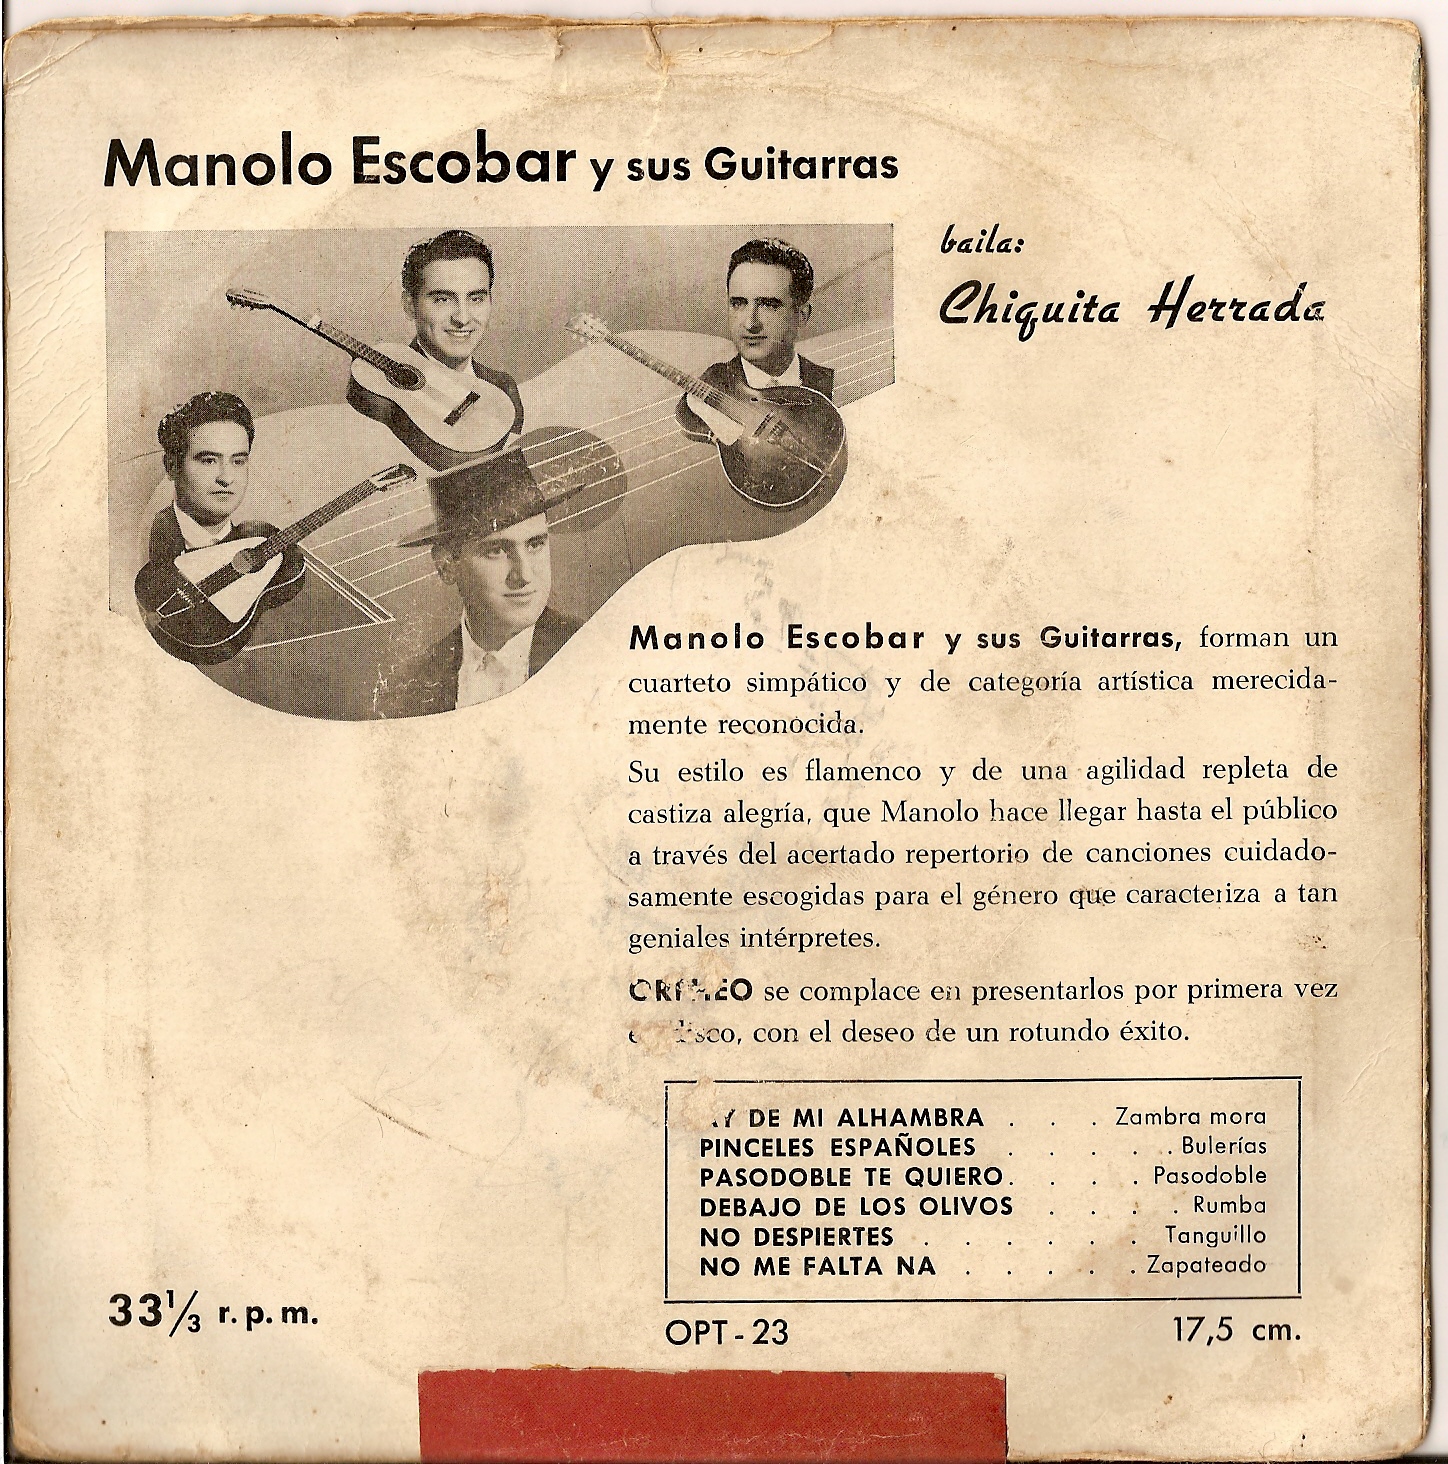 Manolo Escobar y sus Guitarras
baila:
Chiquita Herrada
Manolo Escobar y sus Guitarras, forman un
cuarteto simpático y de categoría artística merecida-
mente reconocida.
Su estilo es flamenco y de una agilidad repleta de
castiza alegría, que Manolo hace llegar hasta el público
a través del acertado repertorio de canciones cuidado-
samente escogidas para el género que caracteriza a tan
geniales intérpretes.
se complace en presentarlos por primera vez
disco, con el deseo de un rotundo éxito.
DE MI ALHAMBRA . . . Zambra mora
PINCELES ESPAÑOLES . . . . . Bulerías
PASODOBLE TE QUIERO . . . . Pasodoble
DEBAJO DE LOS OLIVOS . . . . Rumba
NO DESPIERTES . . . . . . Tanguillo
NO ME FALTA NA . . . . . Zapateado
33 1/3 r.p.m.
OPT-23
17,5 cm.